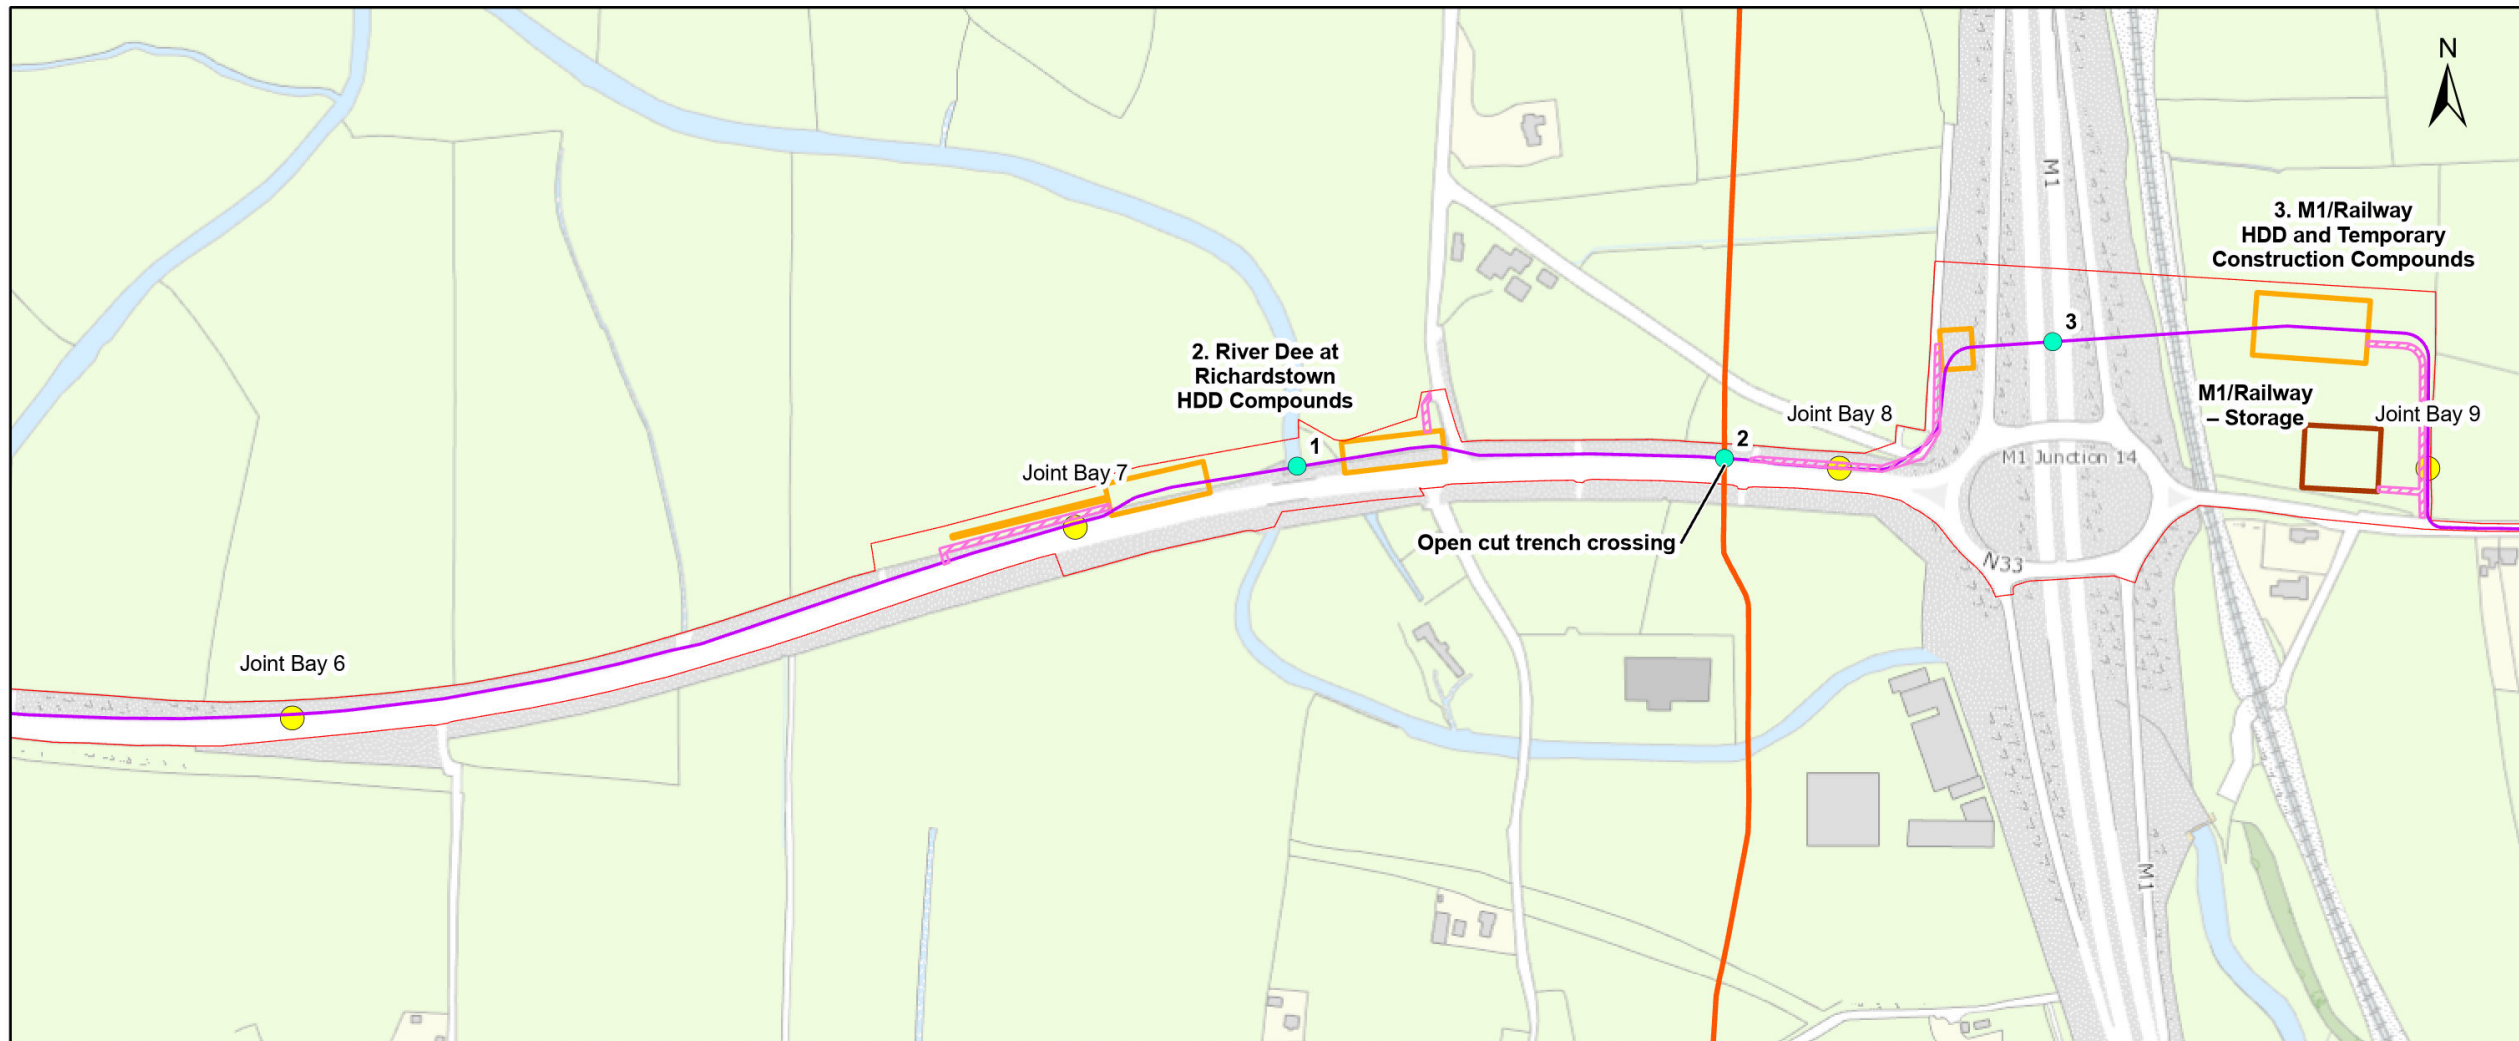 N
M1
3. M1/Railway
HDD and Temporary
Construction Compounds
3
2. River Dee at
Richardstown
HDD Compounds
M1/Railway
– Storage
Joint Bay 8
Joint Bay 9
1
2
M1 Junction 14
Joint Bay 7
Open cut trench crossing
N33
Joint Bay 6
M1